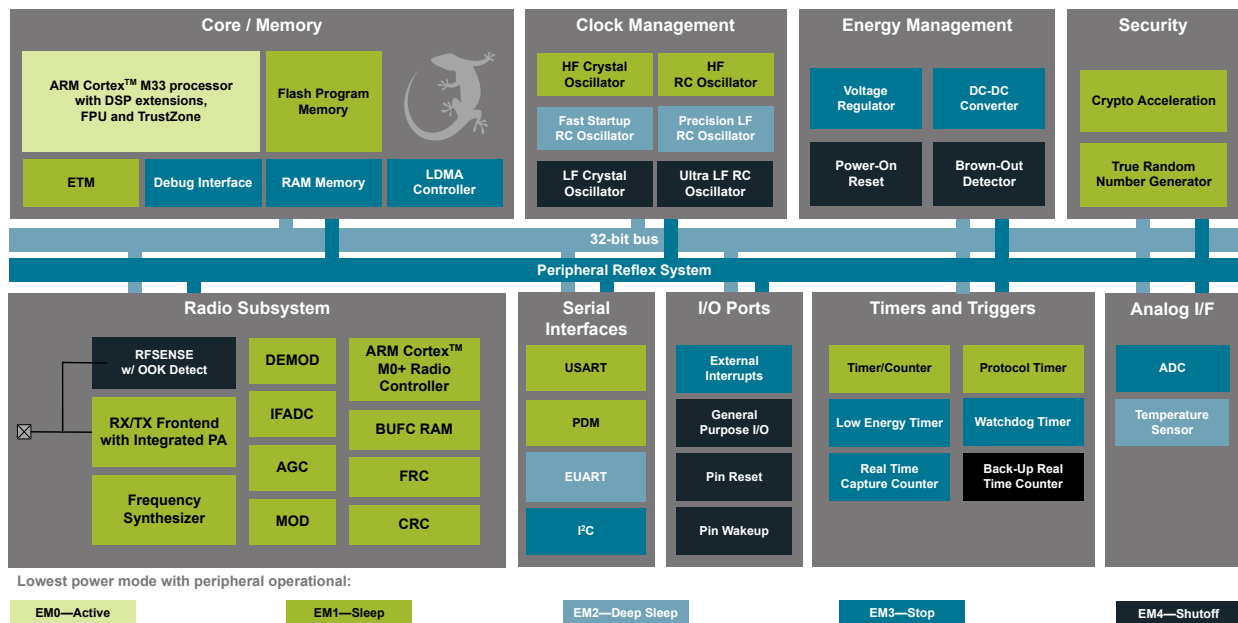 Core / Memory
ARM Cortex™ M33 processor
with DSP extensions,
FPU and TrustZone
Flash Program
Memory
ETM
Debug Interface
RAM Memory
LDMA
Controller
Clock Management
HF Crystal
Oscillator
HF
RC Oscillator
Fast Startup
RC Oscillator
Precision LF
RC Oscillator
LF Crystal
Oscillator
Ultra LF RC
Oscillator
Energy Management
Voltage
Regulator
DC-DC
Converter
Power-On
Reset
Brown-Out
Detector
Security
Crypto Acceleration
True Random
Number Generator
32-bit bus
Peripheral Reflex System
Radio Subsystem
RFSENSE
w/ OOK Detect
RX/TX Frontend
with Integrated PA
Frequency
Synthesizer
DEMOD
IFADC
AGC
MOD
ARM Cortex™
M0+ Radio
Controller
BUFC RAM
FRC
CRC
Serial
Interfaces
USART
PDM
EUART
I²C
I/O Ports
External
Interrupts
General
Purpose I/O
Pin Reset
Pin Wakeup
Timers and Triggers
Timer/Counter
Protocol Timer
Low Energy Timer
Watchdog Timer
Real Time
Capture Counter
Back-Up Real
Time Counter
Analog I/F
ADC
Temperature
Sensor
Lowest power mode with peripheral operational:
EM0—Active
EM1—Sleep
EM2—Deep Sleep
EM3—Stop
EM4—Shutoff